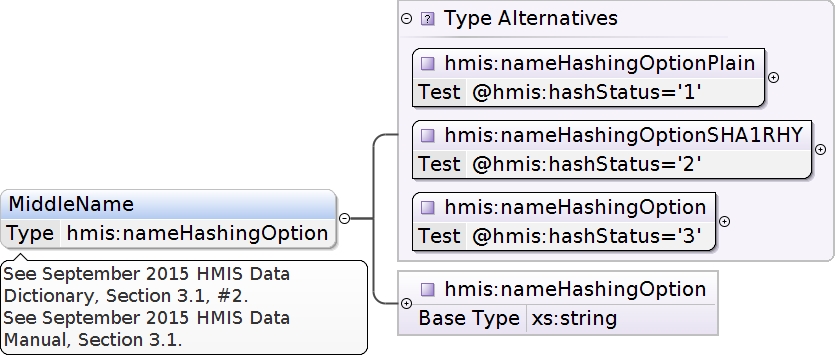 Type Alternatives
hmis:nameHashingOptionPlain
Test @hmis:hashStatus='1'
hmis:nameHashingOptionSHA1RHY
Test @hmis:hashStatus='2'
hmis:nameHashingOption
Test @hmis:hashStatus='3'
MiddleName
Type hmis:nameHashingOption
See September 2015 HMIS Data
Dictionary, Section 3.1, #2.
See September 2015 HMIS Data
Manual, Section 3.1.
hmis:nameHashingOption
Base Type xs:string